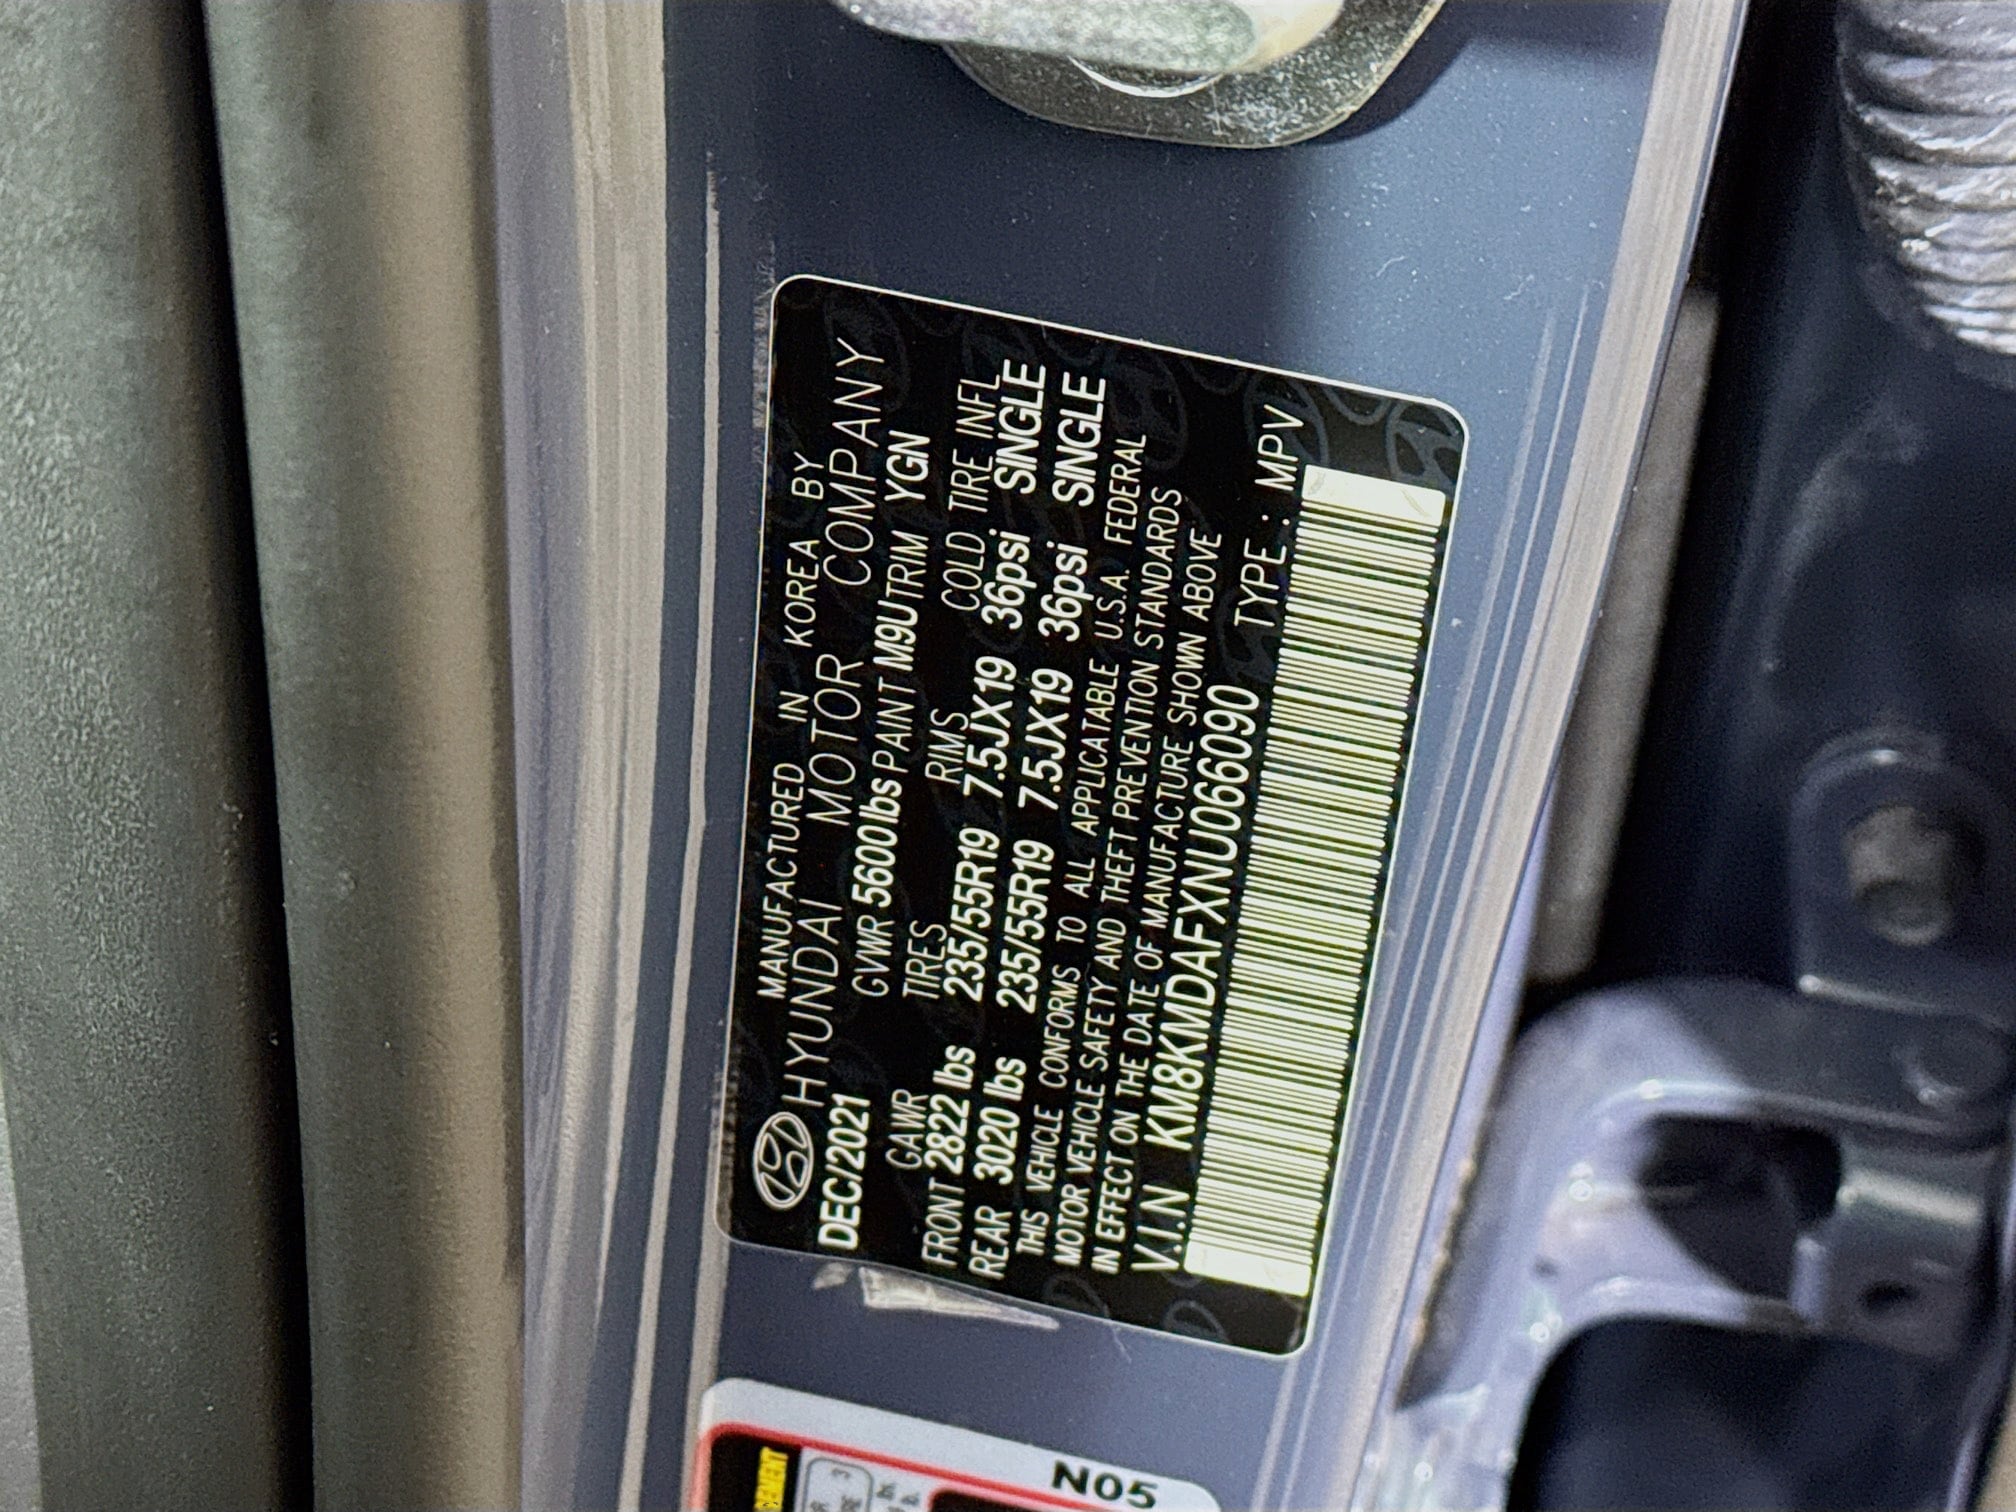 MANUFACTURED IN KOREA BY
HYUNDAI MOTOR COMPANY
DEC/2021 GVWR 5600lbs PAINT M9U TRIM YGN
GAWR TIRES RIMS COLD TIRE INFL
FRONT 2822 lbs 235/55R19 7.5JX19 36psi SINGLE
REAR 3020 lbs 235/55R19 7.5JX19 36psi SINGLE
THIS VEHICLE CONFORMS TO ALL APPLICATABLE U.S.A. FEDERAL
MOTOR VEHICLE SAFETY AND THEFT PREVENTION STANDARDS
IN EFFECT ON THE DATE OF MANUFACTURE SHOWN ABOVE
V.I.N KM8KMDAFXNU066090 TYPE : MPV
N05